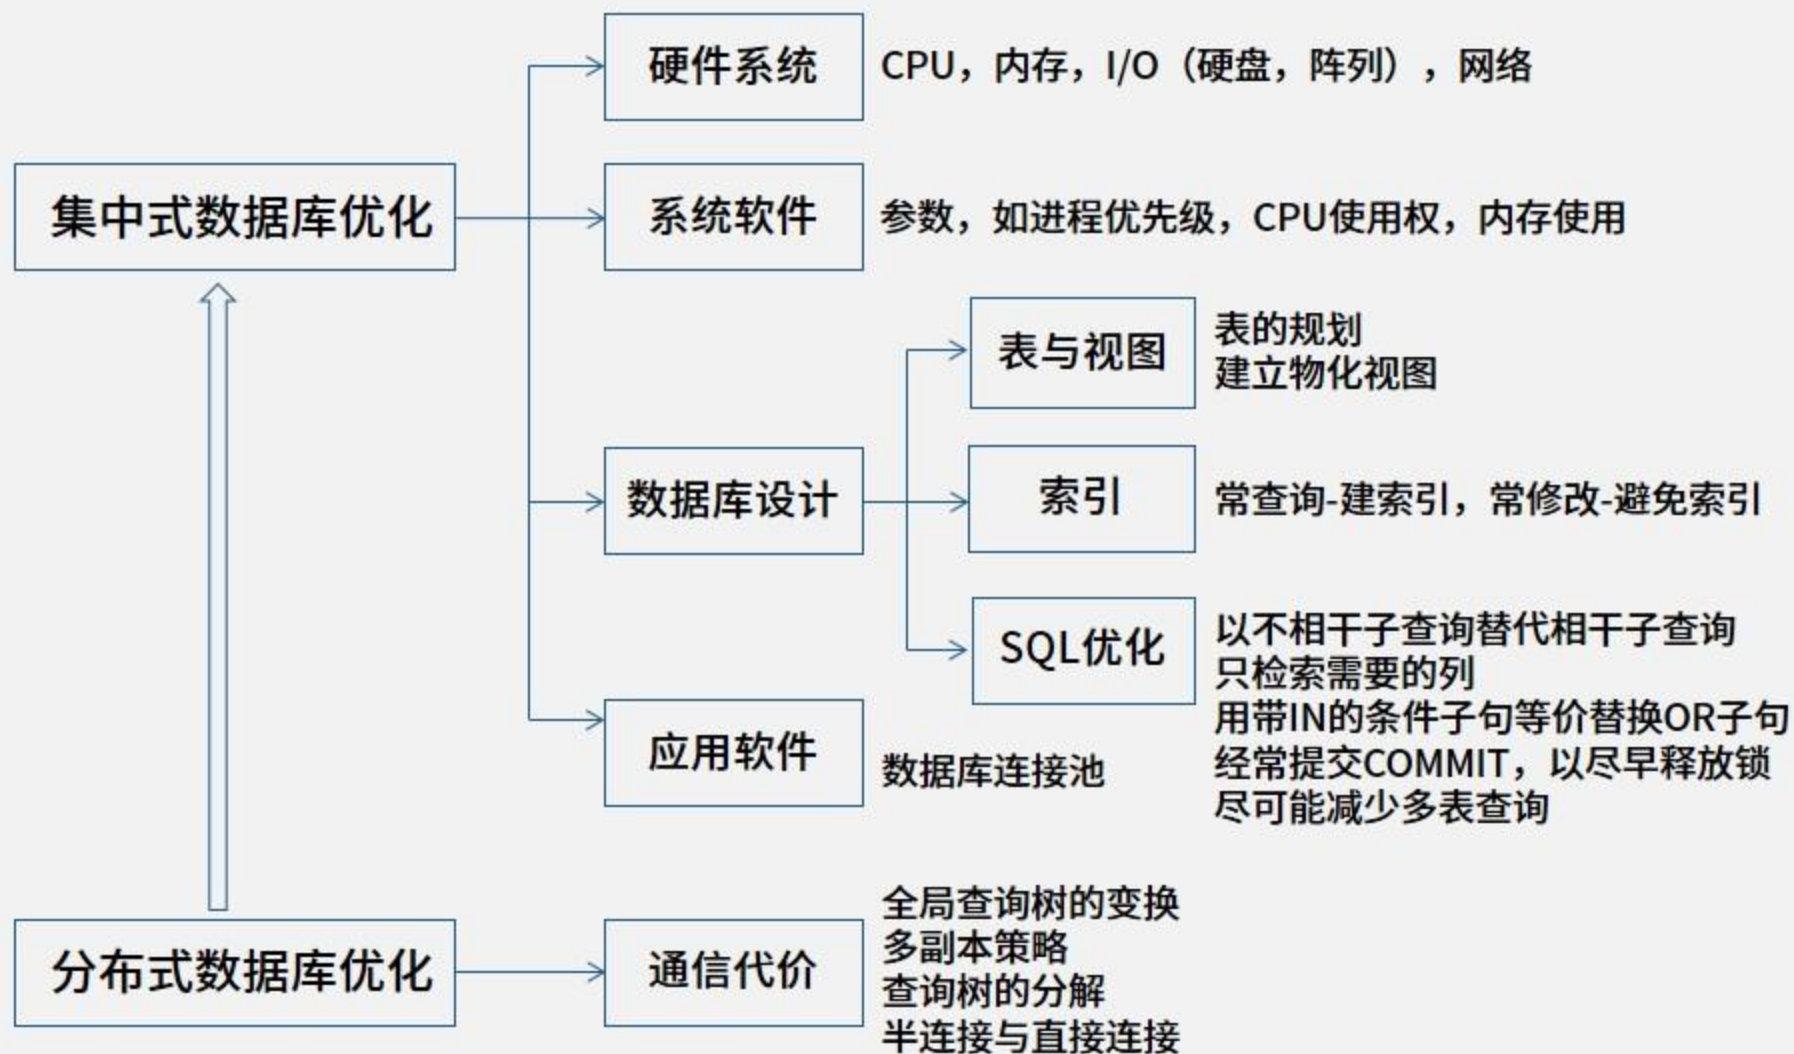 硬件系统
CPU，内存，I/O（硬盘，阵列），网络
集中式数据库优化
系统软件
参数，如进程优先级，CPU使用权，内存使用
表与视图
表的规划
建立物化视图
数据库设计
索引
常查询-建索引，常修改-避免索引
SQL优化
以不相干子查询替代相干子查询
只检索需要的列
用带IN的条件子句等价替换OR子句
经常提交COMMIT，以尽早释放锁
尽可能减少多表查询
应用软件
数据库连接池
分布式数据库优化
通信代价
全局查询树的变换
多副本策略
查询树的分解
半连接与直接连接